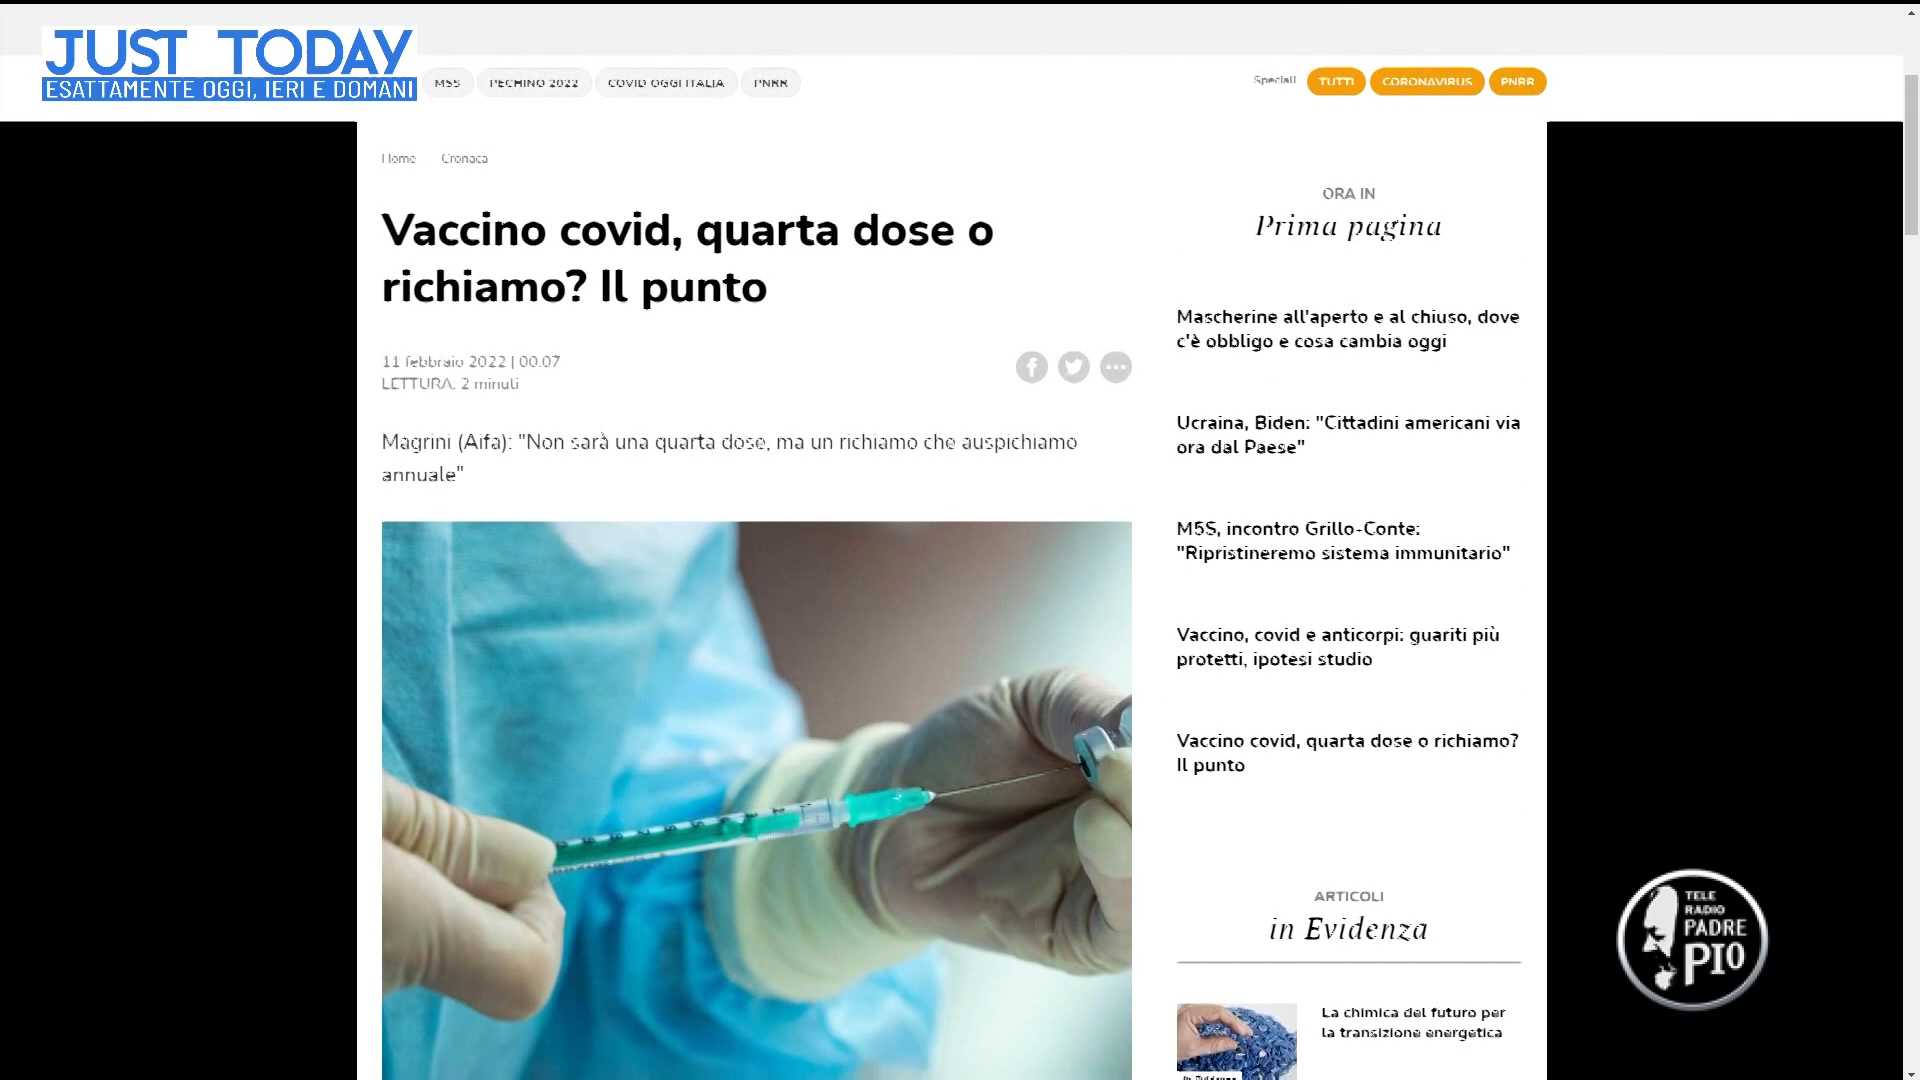 JUST TODAY
ESATTAMENTE OGGI, IERI E DOMANI
M5S
PECHINO 2022
COVID OGGI ITALIA
PNRR
Speciali
TUTTI
CORONAVIRUS
PNRR
Home
Cronaca
Vaccino covid, quarta dose o
richiamo? Il punto
11 febbraio 2022 | 00.07
LETTURA: 2 minuti
Magrini (Aifa): "Non sarà una quarta dose, ma un richiamo che auspichiamo
annuale"
ORA IN
Prima pagina
Mascherine all'aperto e al chiuso, dove
c'è obbligo e cosa cambia oggi
Ucraina, Biden: "Cittadini americani via
ora dal Paese"
M5S, incontro Grillo-Conte:
"Ripristineremo sistema immunitario"
Vaccino, covid e anticorpi: guariti più
protetti, ipotesi studio
Vaccino covid, quarta dose o richiamo?
Il punto
ARTICOLI
in Evidenza
La chimica del futuro per
la transizione energetica
TELE
RADIO
PADRE
PIO